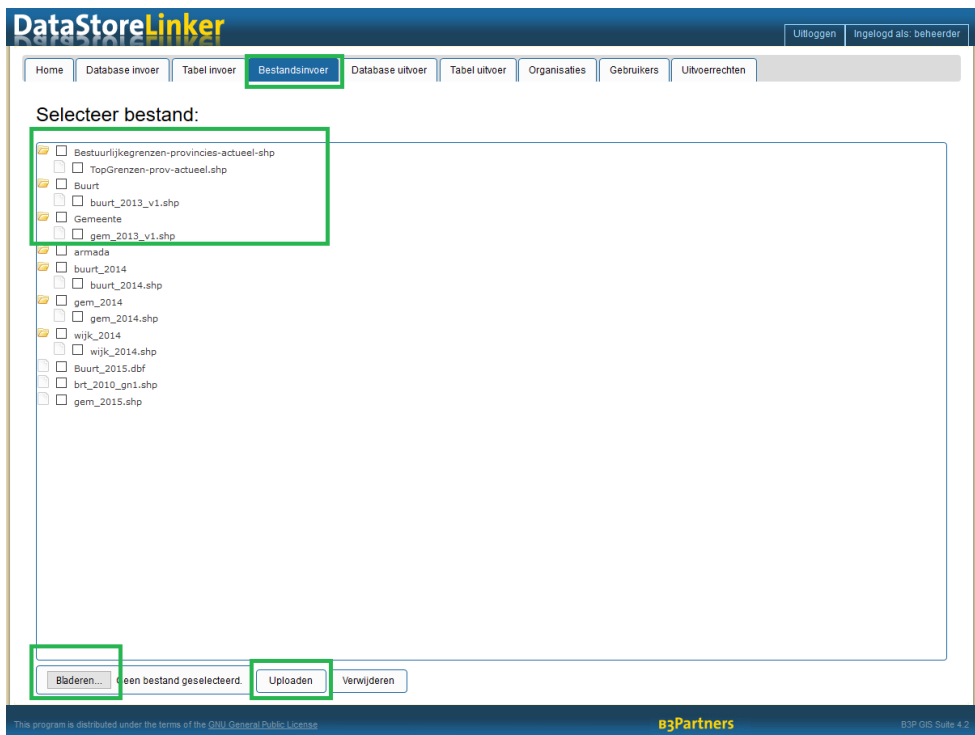 DataStoreLinker
Uitloggen Ingelogd als: beheerder
Home Database invoer Tabel invoer Bestandsinvoer Database uitvoer Tabel uitvoer Organisaties Gebruikers Uitvoerrechten
Selecteer bestand:
Bestuurlijkegrenzen-provincies-actueel-shp
TopGrenzen-prov-actueel.shp
Buurt
buurt_2013_v1.shp
Gemeente
gem_2013_v1.shp
armada
buurt_2014
buurt_2014.shp
gem_2014
gem_2014.shp
wijk_2014
wijk_2014.shp
Buurt_2015.dbf
brt_2010_gn1.shp
gem_2015.shp
Bladeren... Geen bestand geselecteerd. Uploaden Verwijderen
This program is distributed under the terms of the GNU General Public License B3Partners B3P GIS Suite 4.2